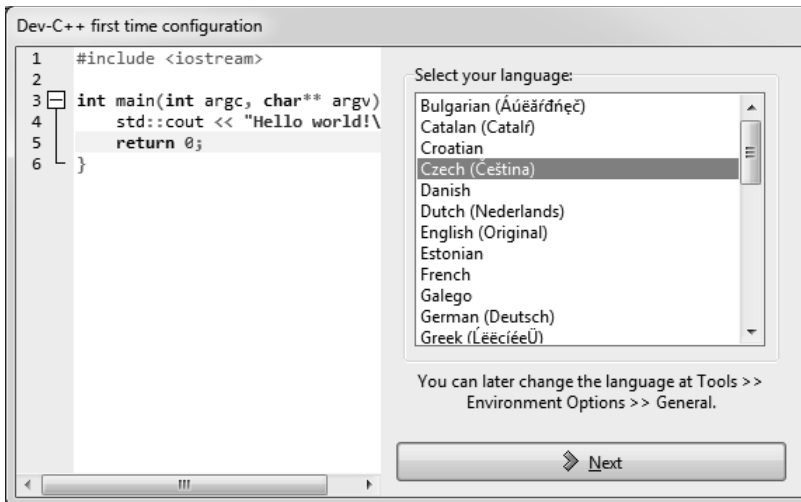 Dev-C++ first time configuration
1 #include <iostream>
2
3 int main(int argc, char** argv)
4 std::cout << "Hello world!\
5 return 0;
6 }
Select your language:
Bulgarian (Áúëăŕđńęč)
Catalan (Catalŕ)
Croatian
Czech (Čeština)
Danish
Dutch (Nederlands)
English (Original)
Estonian
French
Galego
German (Deutsch)
Greek (ĹëëçíéęÜ)
You can later change the language at Tools >>
Environment Options >> General.
Next